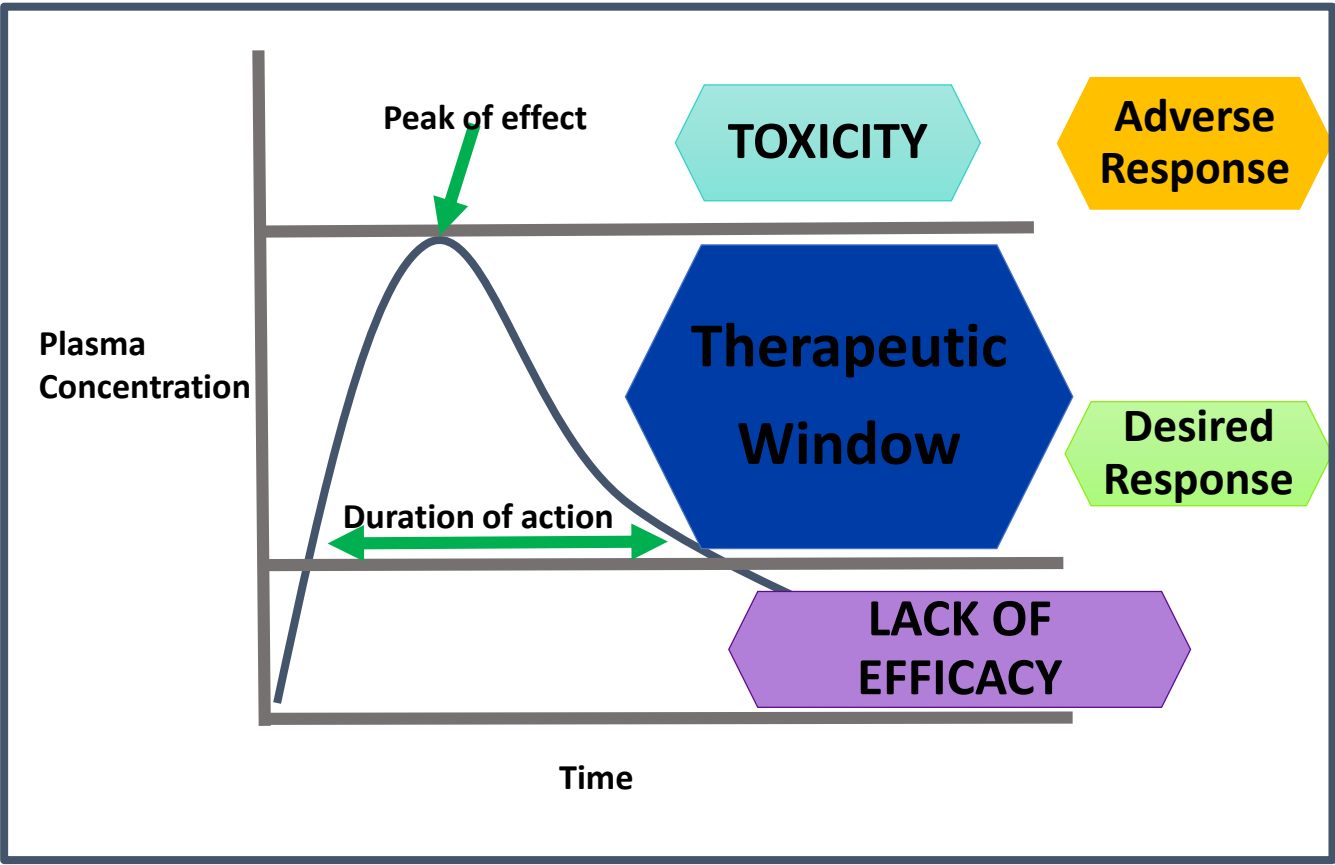 Peak of effect
TOXICITY
Adverse
Response
Plasma
Concentration
Therapeutic
Window
Desired
Response
Duration of action
LACK OF
EFFICACY
Time